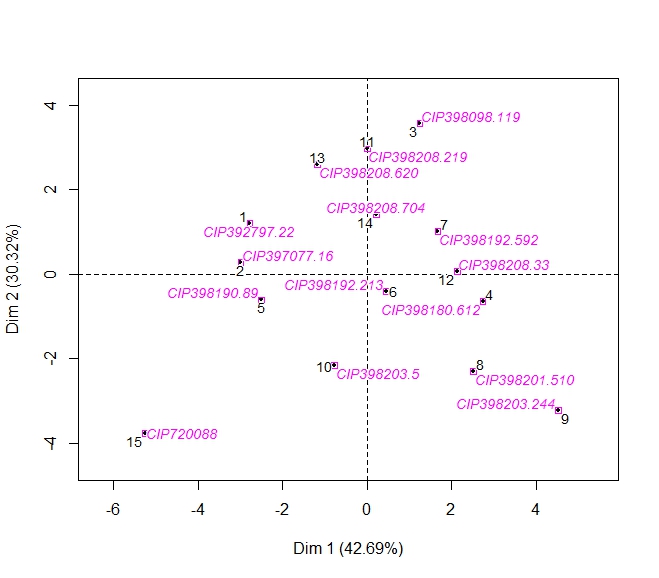 4
CIP398098.119
3
11
13
CIP398208.219
CIP398208.620
2
CIP398208.704
1
14
7
CIP392797.22
CIP398192.592
CIP397077.16
CIP398208.33
0
2
12
CIP398192.213
6
CIP398190.89
4
5
CIP398180.612
-2
10
8
CIP398203.5
CIP398201.510
CIP398203.244
9
-4
15
CIP720088
-6 -4 -2 0 2 4
Dim 1 (42.69%)
Dim 2 (30.32%)